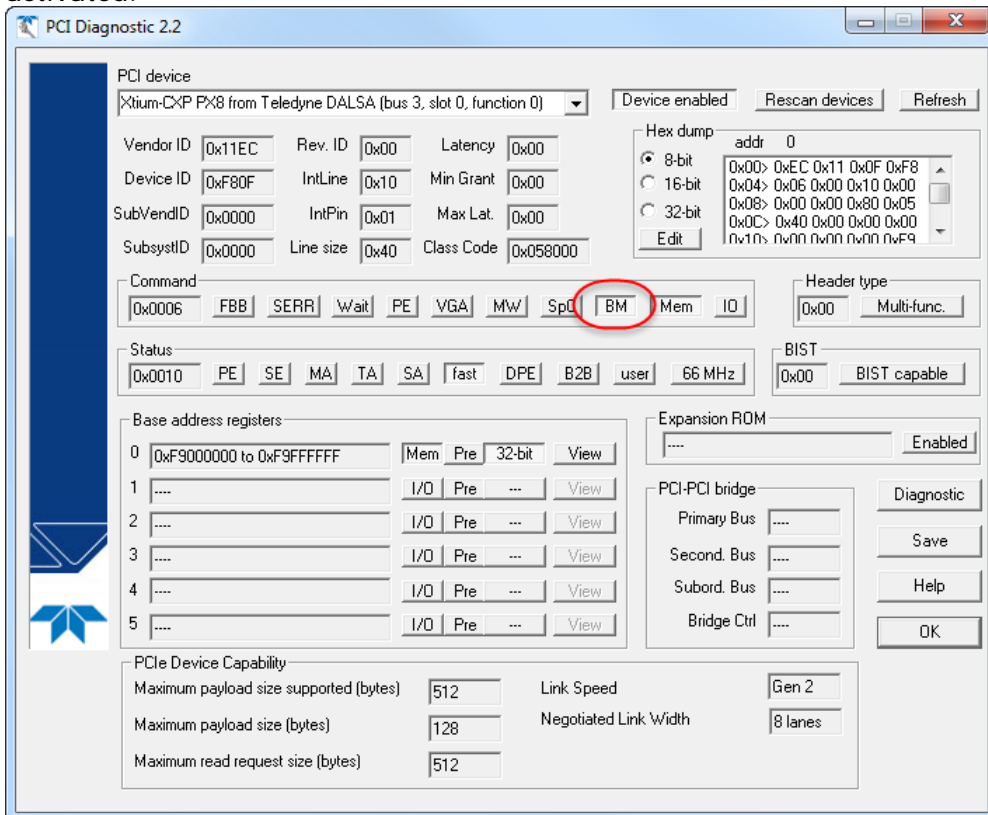 activated.
PCI Diagnostic 2.2
PCI device
Xtium-CXP PX8 from Teledyne DALSA (bus 3, slot 0, function 0) Device enabled Rescan devices Refresh
Vendor ID 0x11EC Rev. ID 0x00 Latency 0x00
Device ID 0xF80F IntLine 0x10 Min Grant 0x00
SubVendID 0x0000 IntPin 0x01 Max Lat. 0x00
SubsystID 0x0000 Line size 0x40 Class Code 0x058000
Hex dump
addr 0
8-bit
16-bit
32-bit
Edit
0x00> 0xEC 0x11 0x0F 0xF8
0x04> 0x06 0x00 0x10 0x00
0x08> 0x00 0x00 0x80 0x05
0x0C> 0x40 0x00 0x00 0x00
0x10> 0x00 0x00 0x00 0xF9
Command
0x0006 FBB SERR Wait PE VGA MW SpC BM Mem IO
Header type
0x00 Multi-func.
Status
0x0010 PE SE MA TA SA fast DPE B2B user 66 MHz
BIST
0x00 BIST capable
Base address registers
0 0xF9000000 to 0xF9FFFFFF Mem Pre 32-bit View
1 ---- I/O Pre --- View
2 ---- I/O Pre --- View
3 ---- I/O Pre --- View
4 ---- I/O Pre --- View
5 ---- I/O Pre --- View
Expansion ROM
---- Enabled
PCI-PCI bridge
Primary Bus ----
Second. Bus ----
Subord. Bus ----
Bridge Ctrl ----
Diagnostic
Save
Help
OK
PCIe Device Capability
Maximum payload size supported (bytes) 512
Maximum payload size (bytes) 128
Maximum read request size (bytes) 512
Link Speed Gen 2
Negotiated Link Width 8 lanes